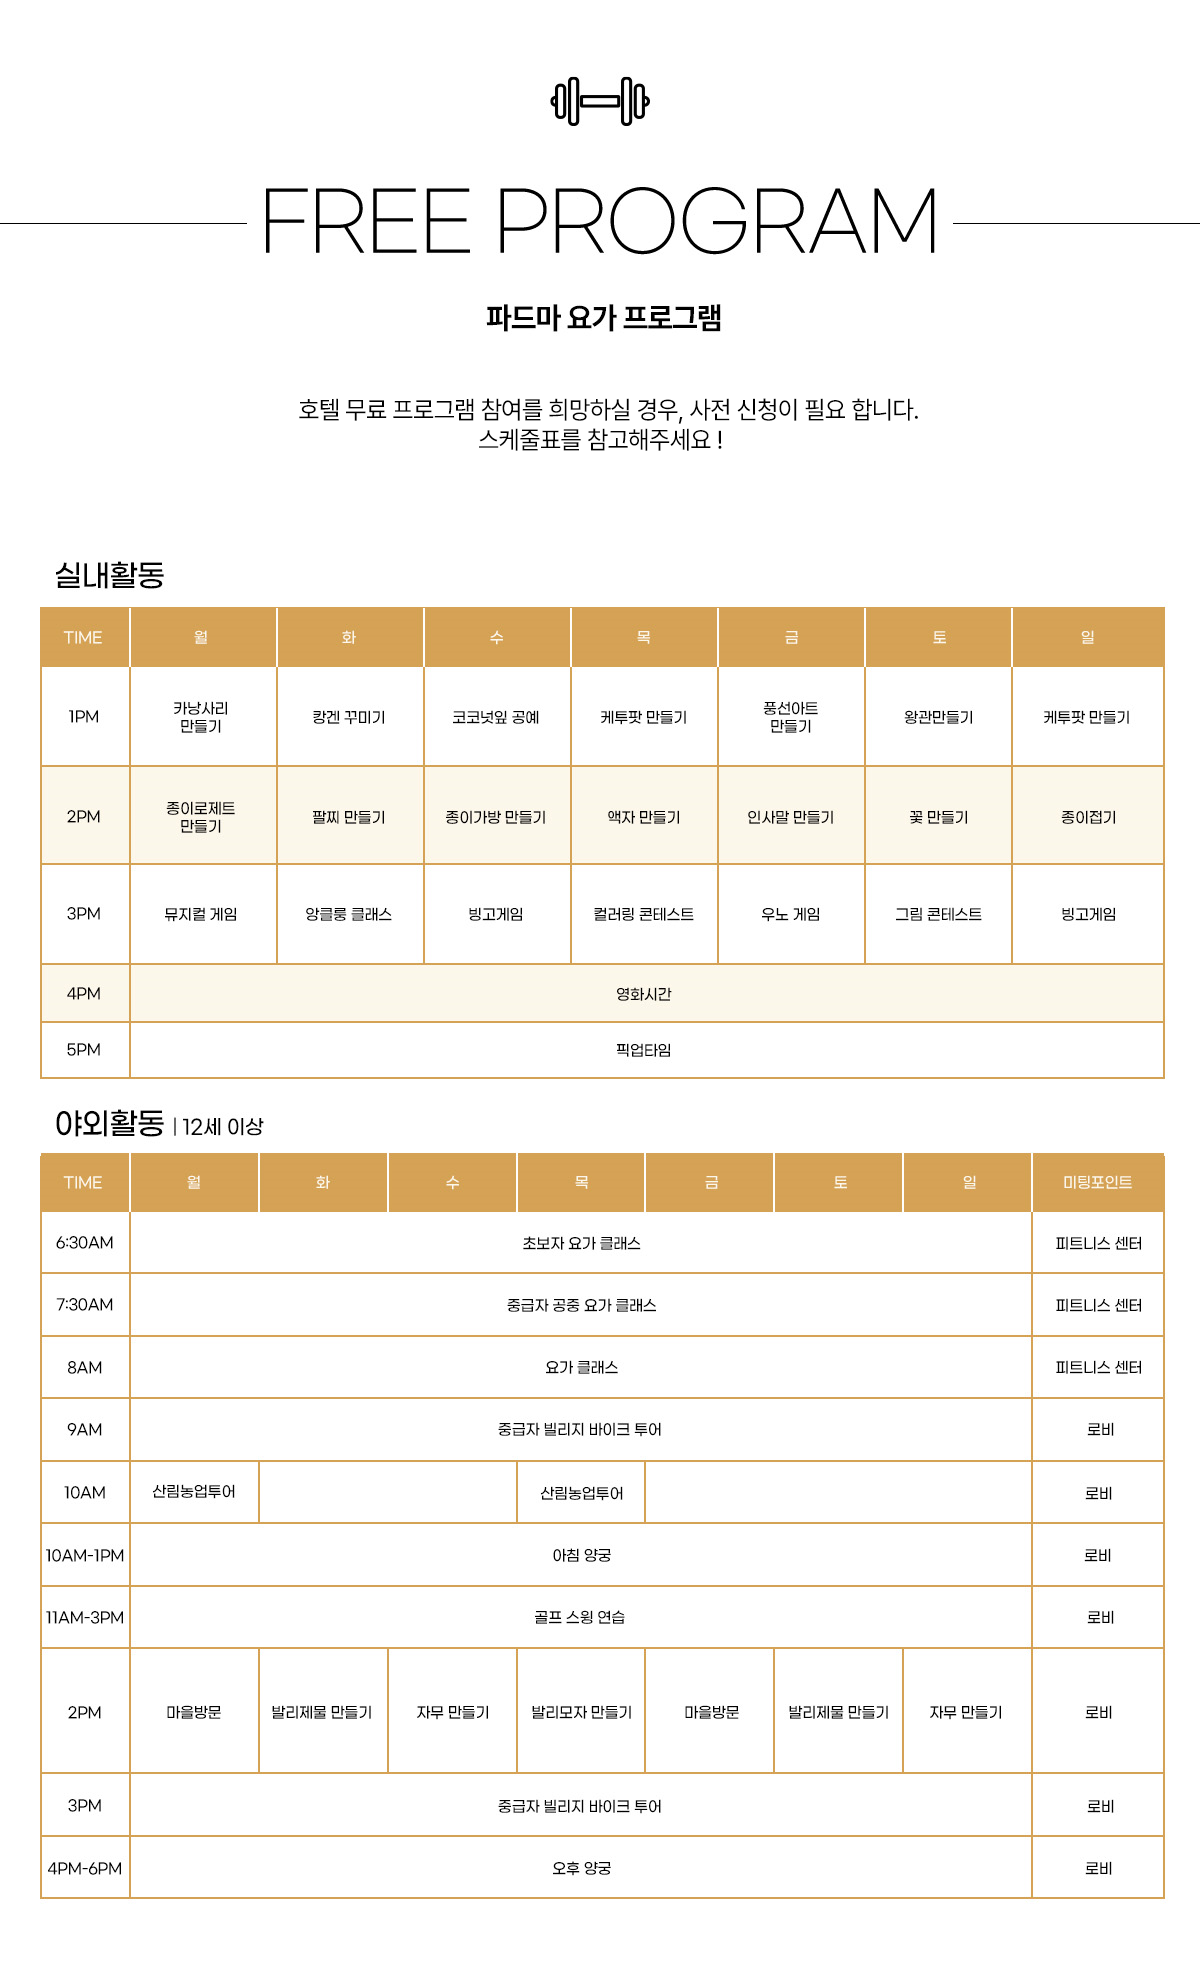 FREE PROGRAM
파드마 요가 프로그램
호텔 무료 프로그램 참여를 희망하실 경우, 사전 신청이 필요 합니다.
스케줄표를 참고해주세요 !
실내활동
TIME 월 화 수 목 금 토 일
1PM 카낭사리 만들기 캉겐 꾸미기 코코넛잎 공예 케투팟 만들기 풍선아트 만들기 왕관만들기 케투팟 만들기
2PM 종이로제트 만들기 팔찌 만들기 종이가방 만들기 액자 만들기 인사말 만들기 꽃 만들기 종이접기
3PM 뮤지컬 게임 앙클룽 클래스 빙고게임 컬러링 콘테스트 우노 게임 그림 콘테스트 빙고게임
4PM 영화시간
5PM 픽업타임
야외활동 | 12세 이상
TIME 월 화 수 목 금 토 일 미팅포인트
6:30AM 초보자 요가 클래스 피트니스 센터
7:30AM 중급자 공중 요가 클래스 피트니스 센터
8AM 요가 클래스 피트니스 센터
9AM 중급자 빌리지 바이크 투어 로비
10AM 산림농업투어 산림농업투어 로비
10AM-1PM 아침 양궁 로비
11AM-3PM 골프 스윙 연습 로비
2PM 마을방문 발리제물 만들기 자무 만들기 발리모자 만들기 마을방문 발리제물 만들기 자무 만들기 로비
3PM 중급자 빌리지 바이크 투어 로비
4PM-6PM 오후 양궁 로비